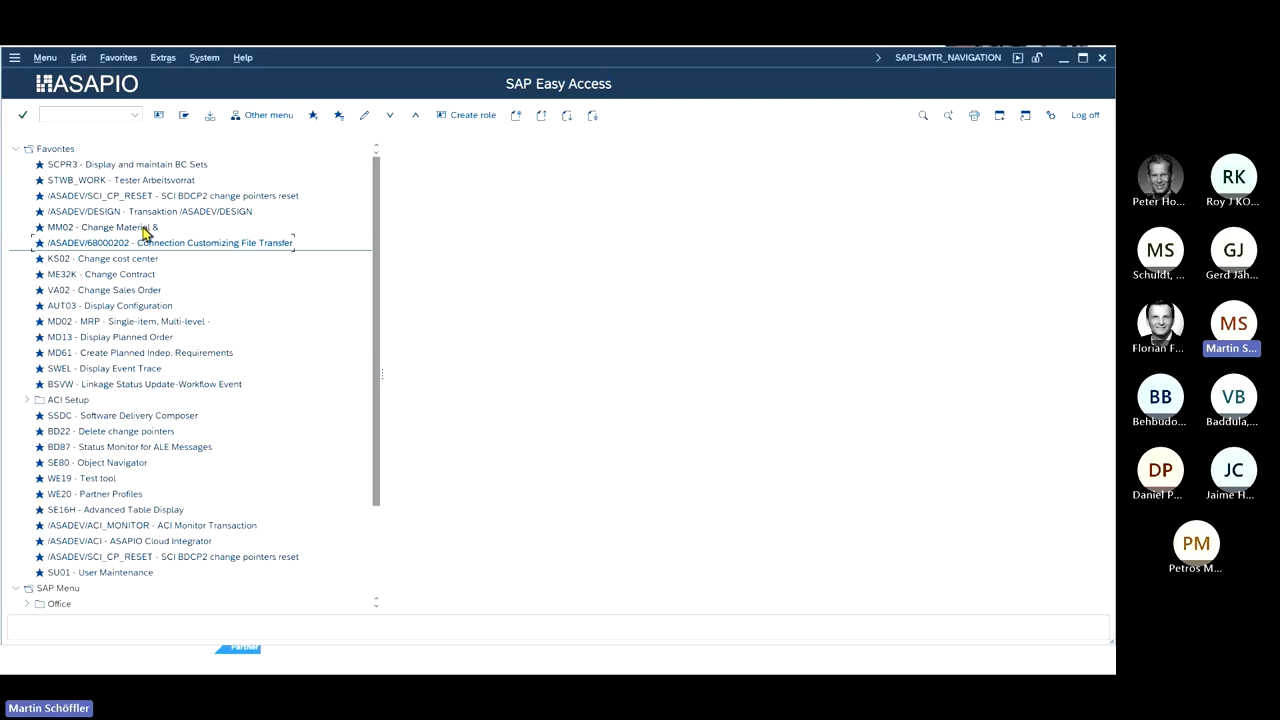 Menu Edit Favorites Extras System Help SAPLSMTR_NAVIGATION
ASAPIO SAP Easy Access
Other menu Create role Log off
Favorites
SCPR3 - Display and maintain BC Sets
STWB_WORK - Tester Arbeitsvorrat
/ASADEV/SCI_CP_RESET - SCI BDCP2 change pointers reset
/ASADEV/DESIGN - Transaktion /ASADEV/DESIGN
MM02 - Change Material &
/ASADEV/68000202 - Connection Customizing File Transfer
KS02 - Change cost center
ME32K - Change Contract
VA02 - Change Sales Order
AUT03 - Display Configuration
MD02 - MRP - Single-item, Multi-level -
MD13 - Display Planned Order
MD61 - Create Planned Indep. Requirements
SWEL - Display Event Trace
BSVW - Linkage Status Update-Workflow Event
ACI Setup
SSDC - Software Delivery Composer
BD22 - Delete change pointers
BD87 - Status Monitor for ALE Messages
SE80 - Object Navigator
WE19 - Test tool
WE20 - Partner Profiles
SE16H - Advanced Table Display
/ASADEV/ACI_MONITOR - ACI Monitor Transaction
/ASADEV/ACI - ASAPIO Cloud Integrator
/ASADEV/SCI_CP_RESET - SCI BDCP2 change pointers reset
SU01 - User Maintenance
SAP Menu
Office
Partner
Peter Ho...
RK
Roy J KO...
MS
Schuldt, ...
GJ
Gerd Jäh...
Florian F...
MS
Martin S...
BB
Behbudo...
VB
Baddula,...
DP
Daniel P...
JC
Jaime H...
PM
Petros M...
Martin Schöffler